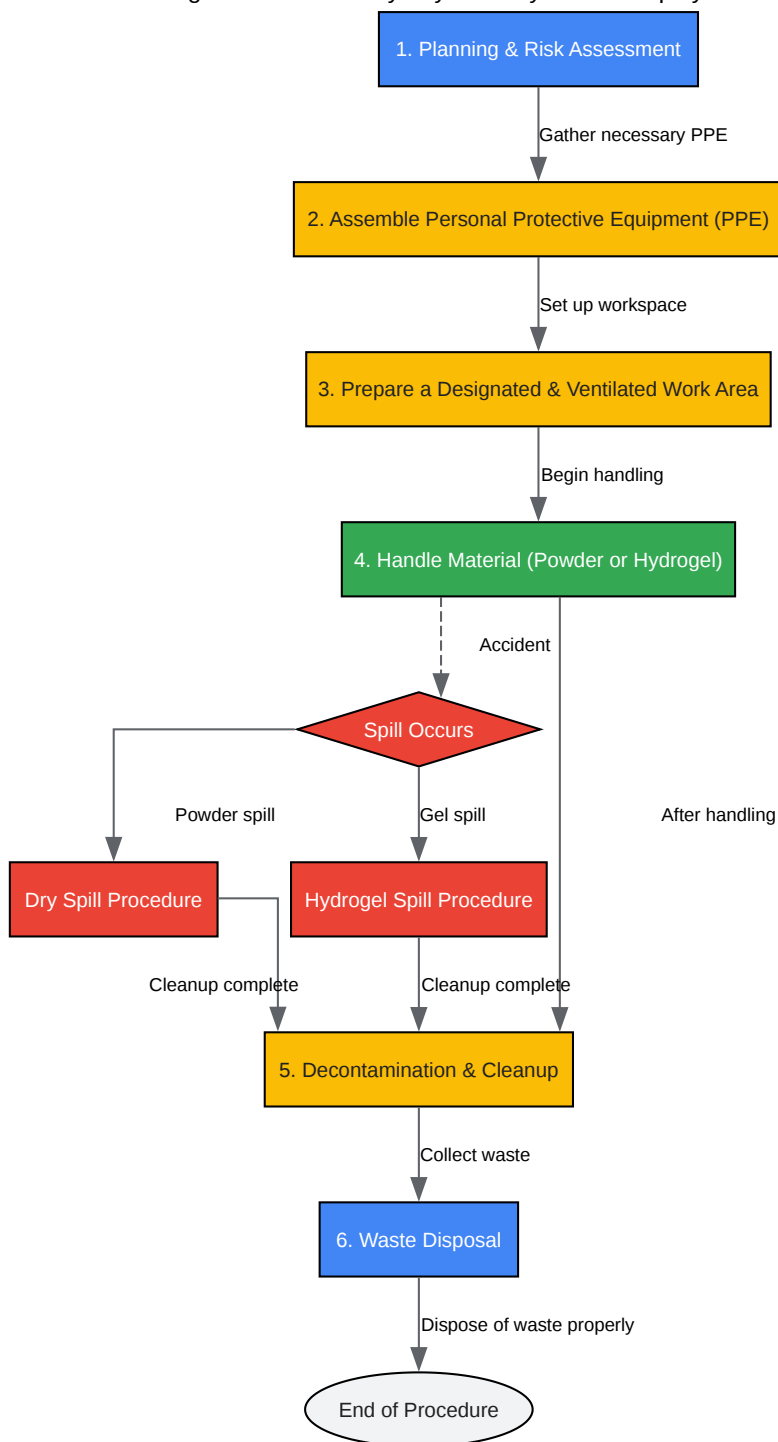 1. Planning & Risk Assessment
Gather necessary PPE
2. Assemble Personal Protective Equipment (PPE)
Set up workspace
3. Prepare a Designated & Ventilated Work Area
Begin handling
4. Handle Material (Powder or Hydrogel)
Accident
Spill Occurs
Powder spill
Gel spill
After handling
Dry Spill Procedure
Hydrogel Spill Procedure
Cleanup complete
Cleanup complete
5. Decontamination & Cleanup
Collect waste
6. Waste Disposal
Dispose of waste properly
End of Procedure